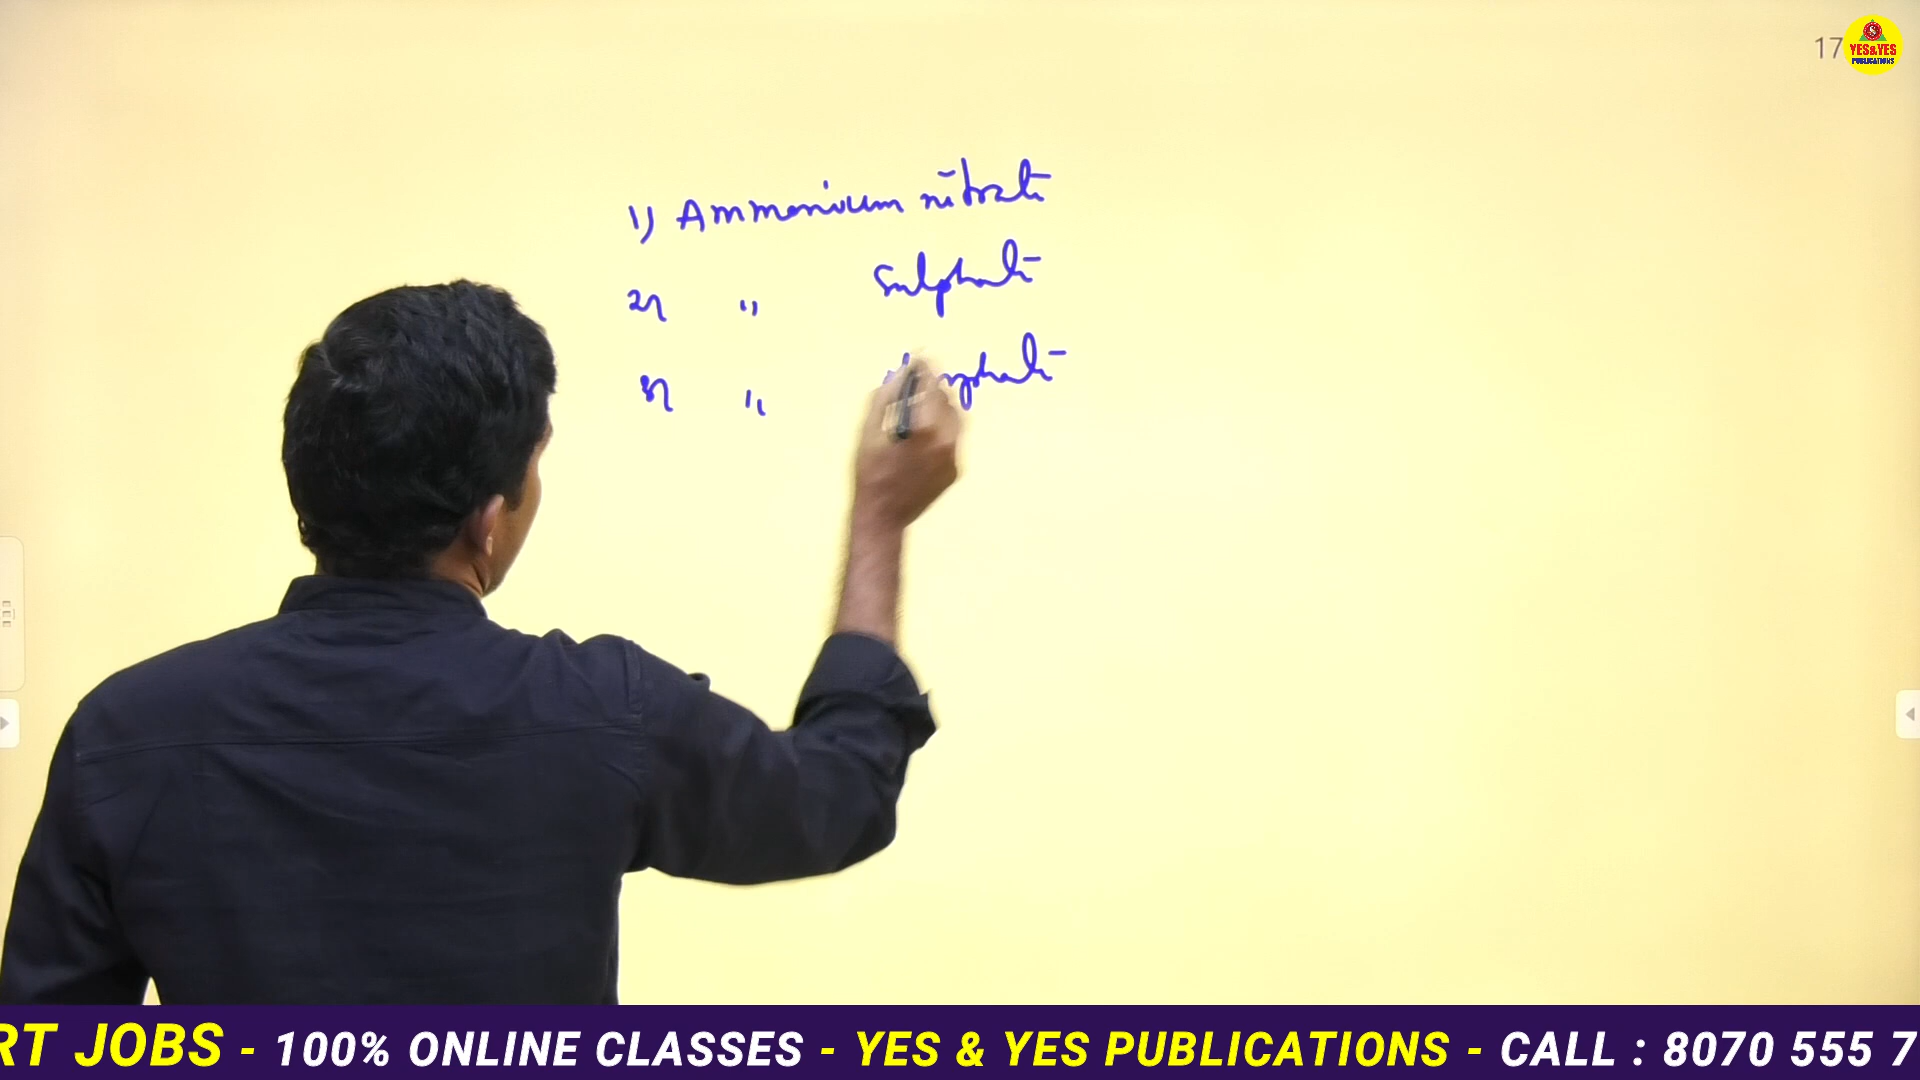 17
YES&YES
PUBLICATIONS
1) Ammonium nitrate
2) " Sulphate
3) "
RT JOBS - 100% ONLINE CLASSES - YES & YES PUBLICATIONS - CALL : 8070 555 7